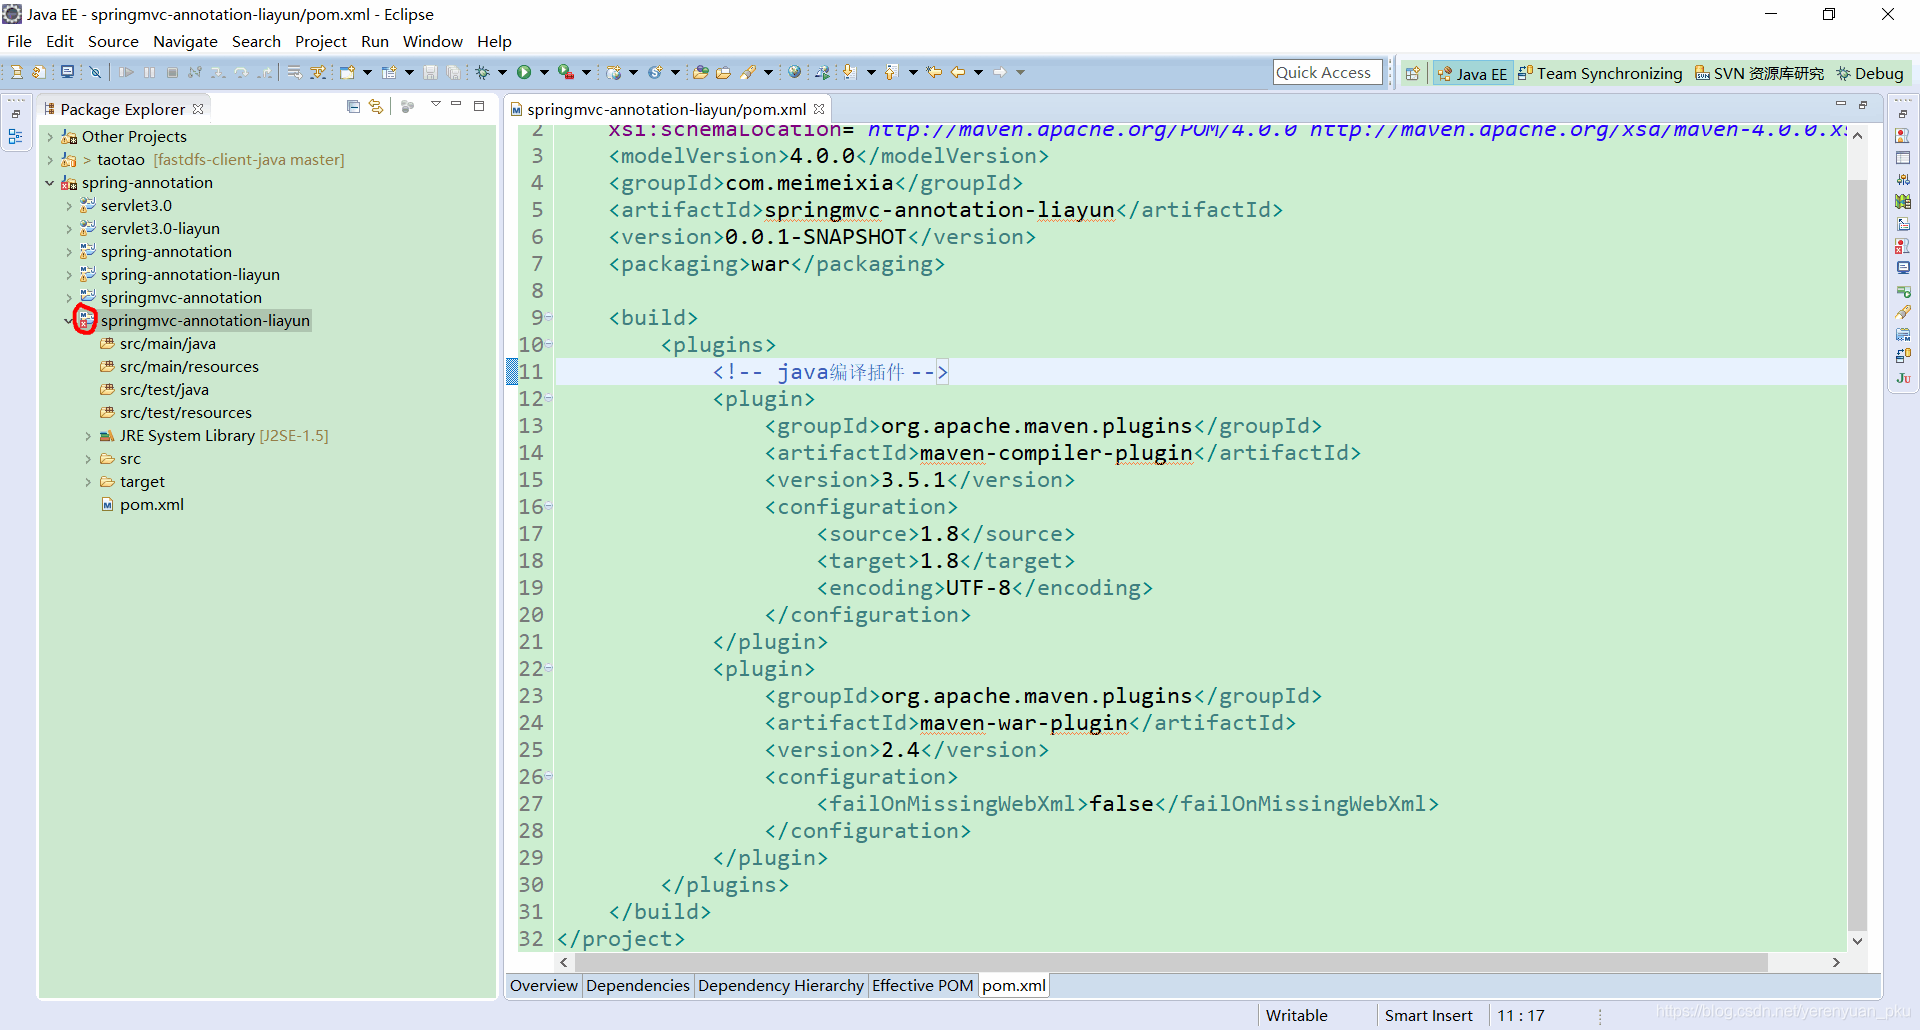 Java EE - springmvc-annotation-liayun/pom.xml - Eclipse
File Edit Source Navigate Search Project Run Window Help
Quick Access
Java EE
Team Synchronizing
SVN 资源库研究
Debug
Package Explorer
Other Projects
> taotao [fastdfs-client-java master]
spring-annotation
servlet3.0
servlet3.0-liayun
spring-annotation
spring-annotation-liayun
springmvc-annotation
springmvc-annotation-liayun
src/main/java
src/main/resources
src/test/java
src/test/resources
JRE System Library [J2SE-1.5]
src
target
pom.xml
springmvc-annotation-liayun/pom.xml
2 xsi:schemaLocation="http://maven.apache.org/POM/4.0.0 http://maven.apache.org/xsd/maven-4.0.0.xs
3 <modelVersion>4.0.0</modelVersion>
4 <groupId>com.meimeixia</groupId>
5 <artifactId>springmvc-annotation-liayun</artifactId>
6 <version>0.0.1-SNAPSHOT</version>
7 <packaging>war</packaging>
8
9 <build>
10 <plugins>
11 <!-- java编译插件 -->
12 <plugin>
13 <groupId>org.apache.maven.plugins</groupId>
14 <artifactId>maven-compiler-plugin</artifactId>
15 <version>3.5.1</version>
16 <configuration>
17 <source>1.8</source>
18 <target>1.8</target>
19 <encoding>UTF-8</encoding>
20 </configuration>
21 </plugin>
22 <plugin>
23 <groupId>org.apache.maven.plugins</groupId>
24 <artifactId>maven-war-plugin</artifactId>
25 <version>2.4</version>
26 <configuration>
27 <failOnMissingWebXml>false</failOnMissingWebXml>
28 </configuration>
29 </plugin>
30 </plugins>
31 </build>
32 </project>
Overview Dependencies Dependency Hierarchy Effective POM pom.xml
Writable Smart Insert 11 : 17
https://blog.csdn.net/yerenyuan_pku